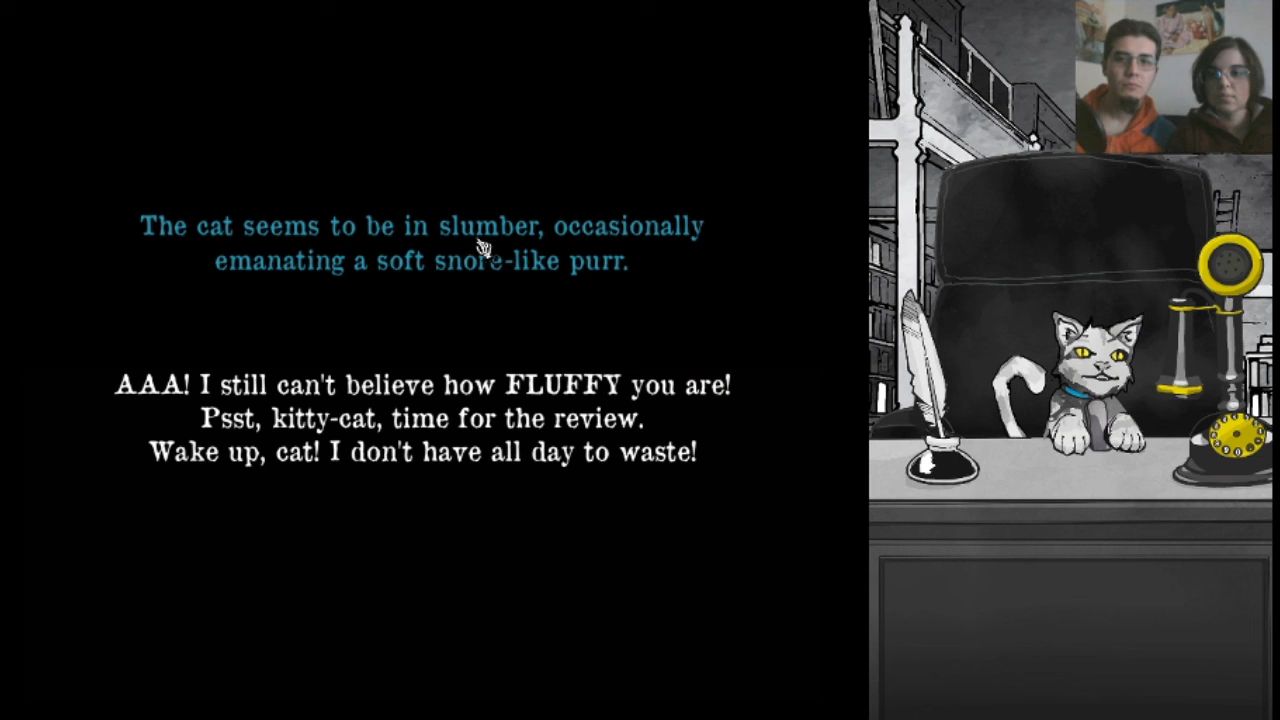 The cat seems to be in slumber, occasionally
emanating a soft snore-like purr.
AAA! I still can't believe how FLUFFY you are!
Psst, kitty-cat, time for the review.
Wake up, cat! I don't have all day to waste!